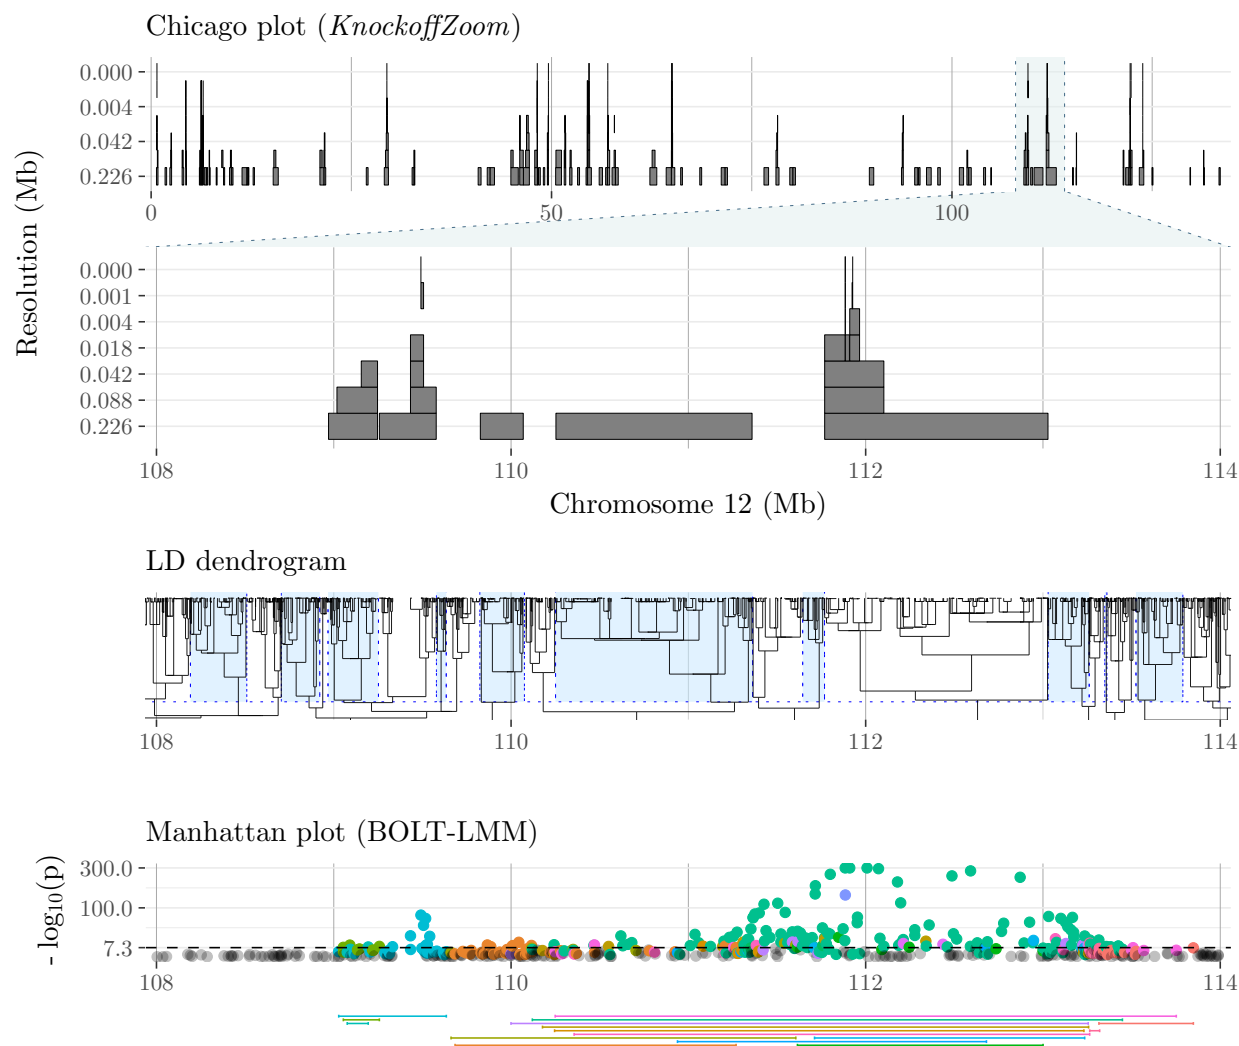 Chicago plot (KnockoffZoom)
0.000
0.004
0.042
0.226
0 50 100
Resolution (Mb)
0.000
0.001
0.004
0.018
0.042
0.088
0.226
108 110 112 114
Chromosome 12 (Mb)
LD dendrogram
108 110 112 114
Manhattan plot (BOLT-LMM)
- log10(p)
300.0
100.0
7.3
108 110 112 114